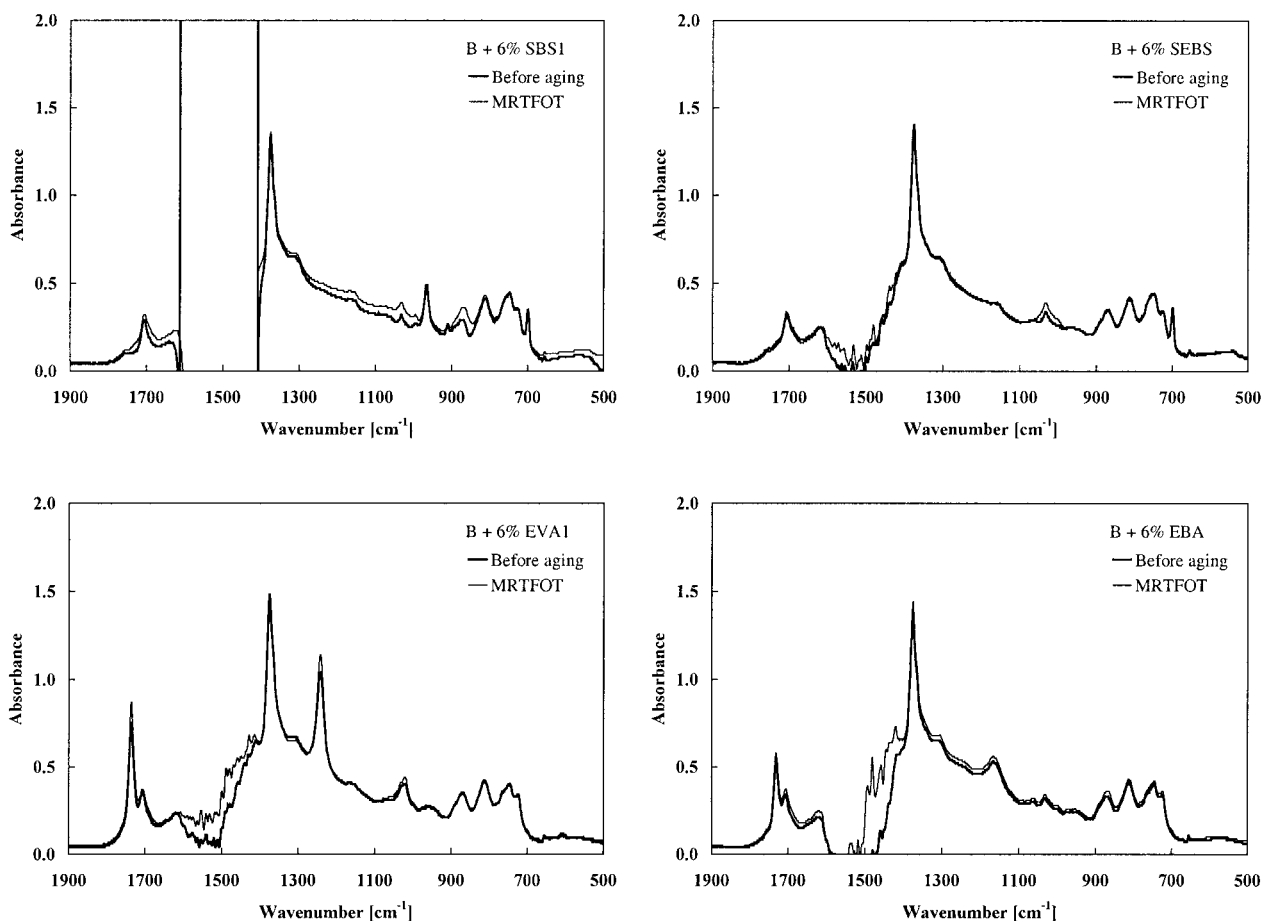 2.0
B + 6% SBS1
Before aging
MRTFOT
1.5
1.0
0.5
0.0
Absorbance
1900 1700 1500 1300 1100 900 700 500
Wavenumber [cm-1]
2.0
B + 6% SEBS
Before aging
MRTFOT
1.5
1.0
0.5
0.0
Absorbance
1900 1700 1500 1300 1100 900 700 500
Wavenumber [cm-1]
2.0
B + 6% EVA1
Before aging
MRTFOT
1.5
1.0
0.5
0.0
Absorbance
1900 1700 1500 1300 1100 900 700 500
Wavenumber [cm-1]
2.0
B + 6% EBA
Before aging
MRTFOT
1.5
1.0
0.5
0.0
Absorbance
1900 1700 1500 1300 1100 900 700 500
Wavenumber [cm-1]